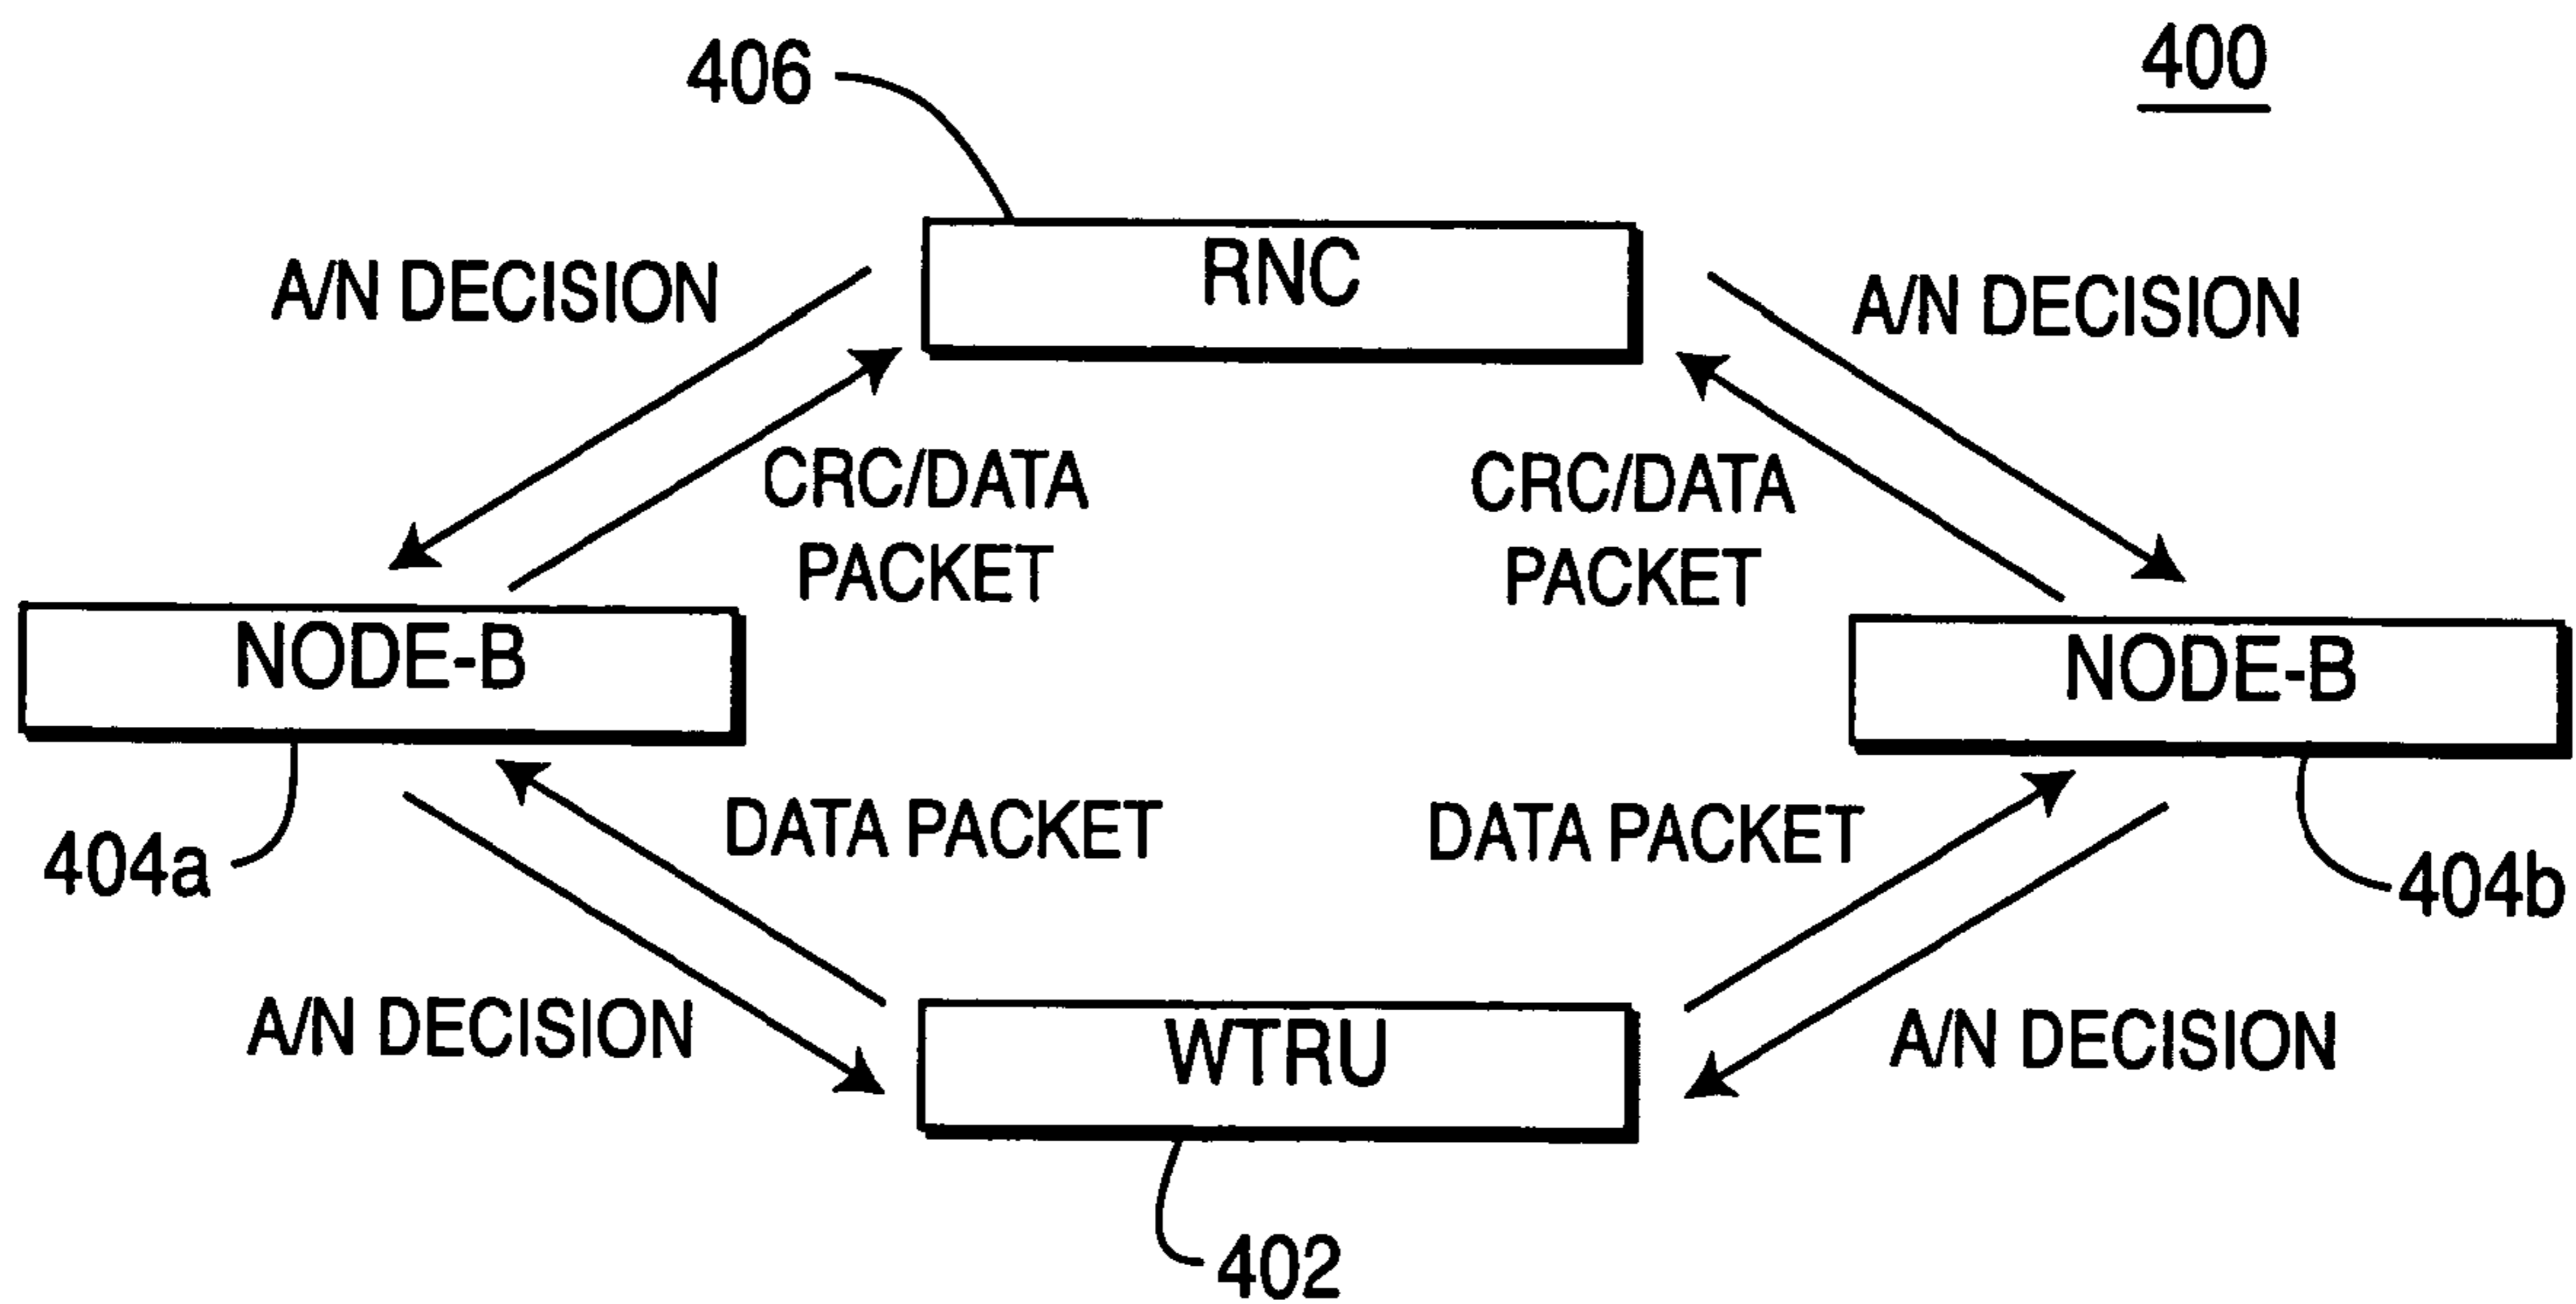 400
406
RNC
A/N DECISION
A/N DECISION
CRC/DATA
PACKET
CRC/DATA
PACKET
NODE-B
NODE-B
404a
DATA PACKET
DATA PACKET
404b
A/N DECISION
WTRU
A/N DECISION
402